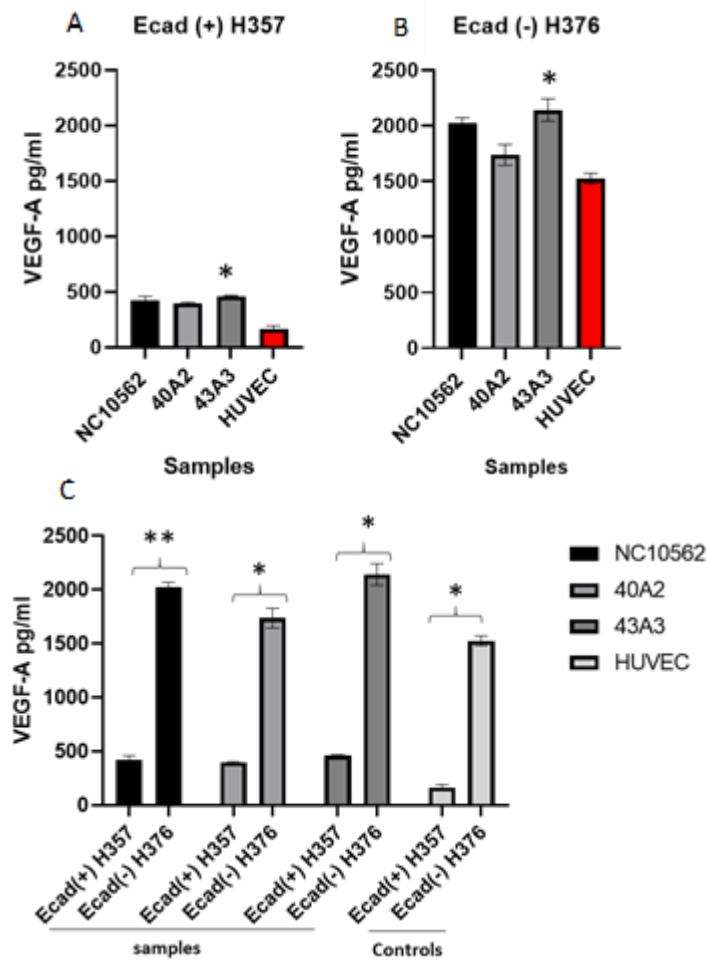 A
Ecad (+) H357
VEGF-A pg/ml
2500
2000
1500
1000
500
0
*
NC10562
40A2
43A3
HUVEC
Samples
B
Ecad (-) H376
VEGF-A pg/ml
2500
2000
1500
1000
500
0
*
NC10562
40A2
43A3
HUVEC
Samples
C
VEGF-A pg/ml
2500
2000
1500
1000
500
0
**
*
*
*
Ecad(+) H357
Ecad(-) H376
Ecad(+) H357
Ecad(-) H376
Ecad(+) H357
Ecad(-) H376
Ecad(+) H357
Ecad(-) H376
samples
Controls
NC10562
40A2
43A3
HUVEC